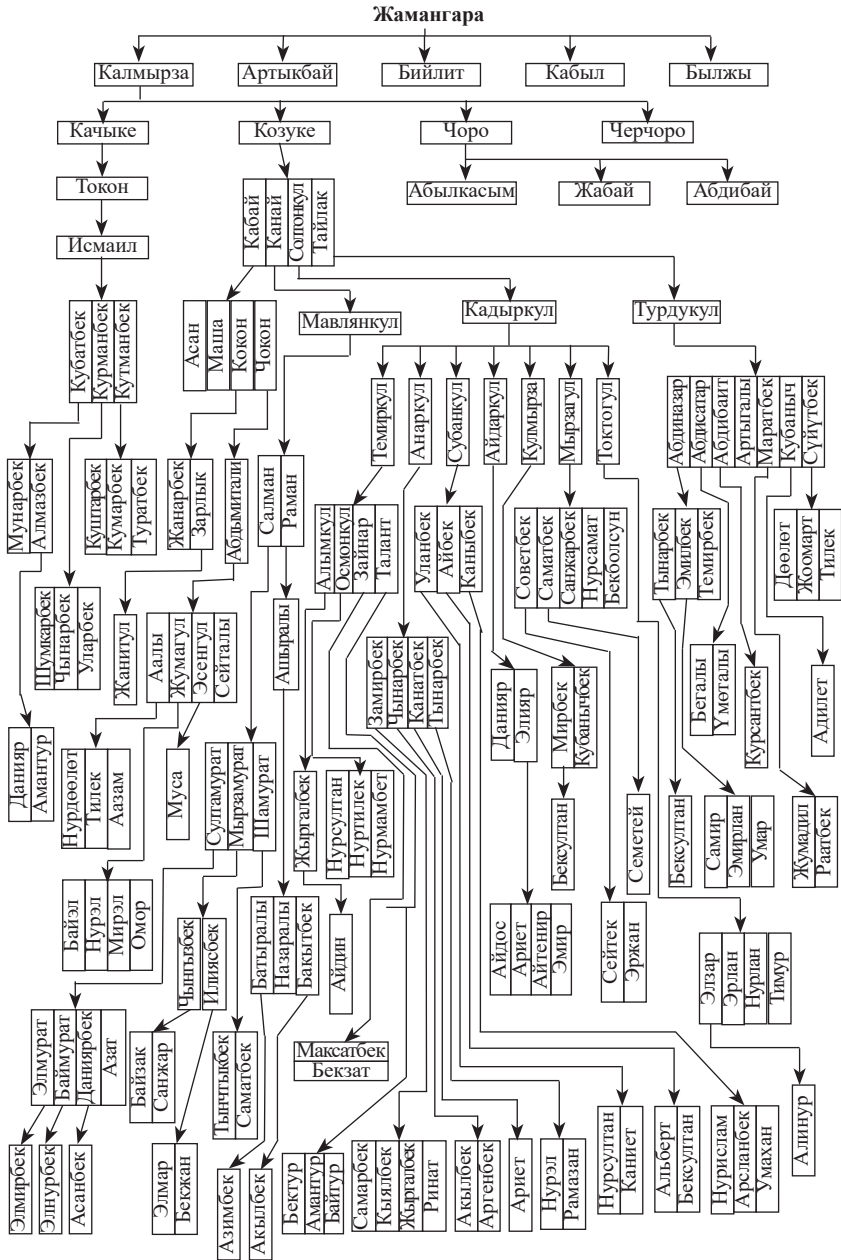 Жамангара
Калмырза
Артыкбай
Бийлит
Кабыл
Былжы
Качыке
Козуке
Чоро
Черчоро
Токон
Абылкасым
Жабай
Абдибай
Исмаил
Кабай
Канай
Солпонкул
Тайлак
Мавлянкул
Кадыркул
Турдукул
Кубатбек
Курманбек
Кутманбек
Асан
Маша
Кокон
Чокон
Темиркул
Анаркул
Субанкул
Айдаркул
Кулмырза
Мырзагул
Токтогул
Абдиназар
Абдисатар
Абдибаит
Артыгалы
Маратбек
Кубаныч
Сүйүтбек
Мунарбек
Алмазбек
Кушпарбек
Кумарбек
Туратбек
Жанарбек
Зарлык
Абдымитали
Салман
Раман
Алымкул
Осмонкул
Зайнар
Талант
Уланбек
Айбек
Каныбек
Советбек
Саматбек
Санжарбек
Нурсамат
Бекболсун
Тынарбек
Эмилбек
Темирбек
Дөөлөт
Жоомарт
Тилек
Шумкарбек
Чынарбек
Уларбек
Жанитул
Аалы
Жумагул
Эсенгул
Сейталы
Ашыралы
Замирбек
Чынарбек
Канатбек
Тынарбек
Данияр
Элияр
Мирбек
Кубанычбек
Бегалы
Үмөталы
Курсантбек
Адилет
Данияр
Амантур
Нурдөөлөт
Тилек
Аазам
Муса
Султамурат
Мырзамурат
Шамурат
Жыргалбек
Нурсултан
Нуртилек
Нурмамбет
Бексултан
Семетей
Бексултан
Самир
Эмирлан
Умар
Жумадил
Раатбек
Байэл
Нурэл
Мирэл
Омор
Чынгызбек
Илиясбек
Батыралы
Назаралы
Бакытбек
Айдин
Айдос
Ариет
Айтенир
Эмир
Сейтек
Эржан
Элзар
Эрлан
Нурлан
Тимур
Элмурат
Баймурат
Даниярбек
Азат
Байзак
Санжар
Тынчтыкбек
Саматбек
Максатбек
Бекзат
Алинур
Элмирбек
Элнурбек
Асанбек
Элмар
Бекжан
Азимбек
Акылбек
Бектур
Амантур
Байтур
Самарбек
Кыялбек
Жыргалбек
Ринат
Акылбек
Аргенбек
Ариет
Нурэл
Рамазан
Нурсултан
Каниет
Альберт
Бексултан
Нурислам
Арсланбек
Умахан